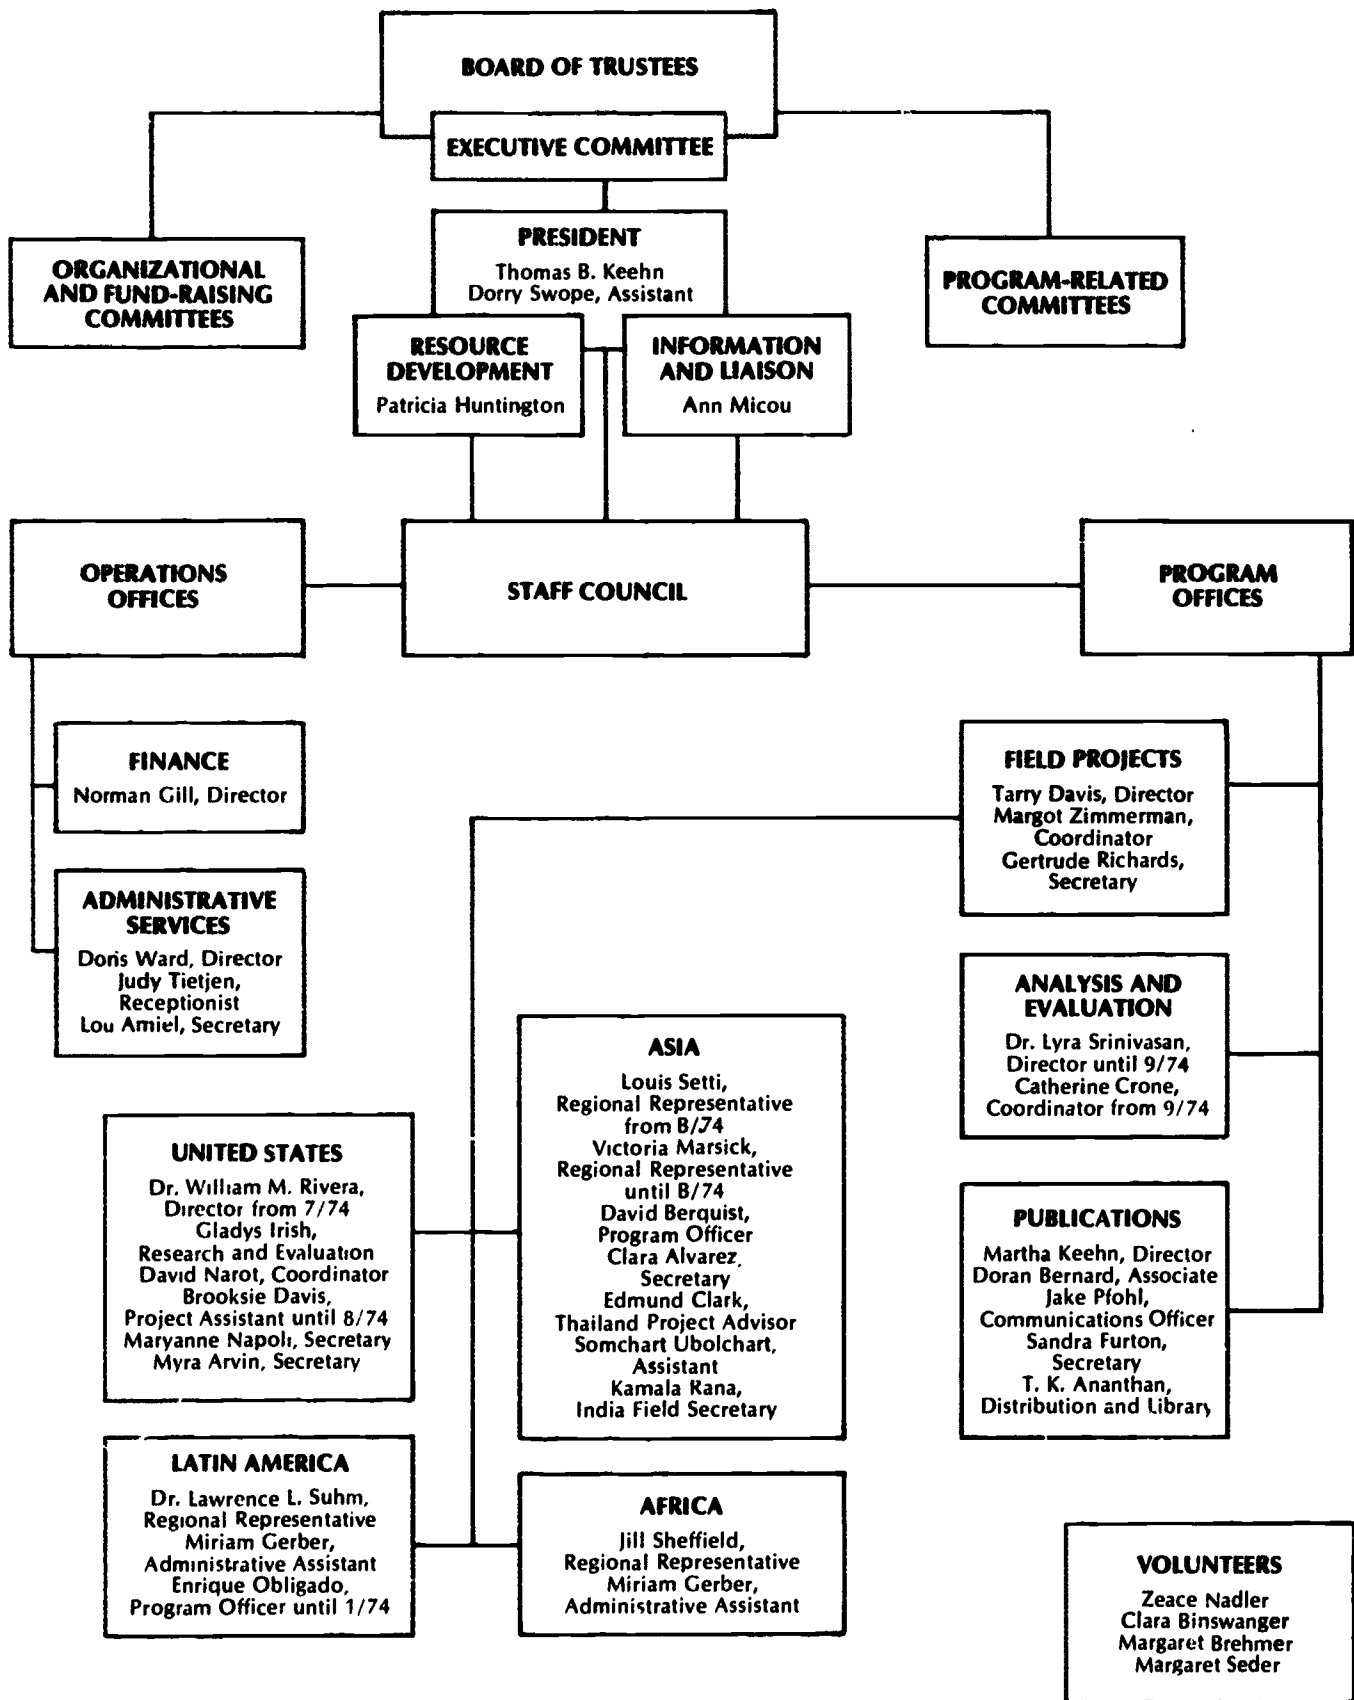 BOARD OF TRUSTEES
EXECUTIVE COMMITTEE
PRESIDENT
Thomas B. Keehn
Dorry Swope, Assistant
ORGANIZATIONAL
AND FUND-RAISING
COMMITTEES
PROGRAM-RELATED
COMMITTEES
RESOURCE
DEVELOPMENT
Patricia Huntington
INFORMATION
AND LIAISON
Ann Micou
OPERATIONS
OFFICES
STAFF COUNCIL
PROGRAM
OFFICES
FINANCE
Norman Gill, Director
ADMINISTRATIVE
SERVICES
Doris Ward, Director
Judy Tietjen,
Receptionist
Lou Amiel, Secretary
FIELD PROJECTS
Tarry Davis, Director
Margot Zimmerman,
Coordinator
Gertrude Richards,
Secretary
ANALYSIS AND
EVALUATION
Dr. Lyra Srinivasan,
Director until 9/74
Catherine Crone,
Coordinator from 9/74
PUBLICATIONS
Martha Keehn, Director
Doran Bernard, Associate
Jake Pfohl,
Communications Officer
Sandra Furton,
Secretary
T. K. Ananthan,
Distribution and Library
UNITED STATES
Dr. William M. Rivera,
Director from 7/74
Gladys Irish,
Research and Evaluation
David Narot, Coordinator
Brooksie Davis,
Project Assistant until 8/74
Maryanne Napoli, Secretary
Myra Arvin, Secretary
ASIA
Louis Setti,
Regional Representative
from 8/74
Victoria Marsick,
Regional Representative
until 8/74
David Berquist,
Program Officer
Clara Alvarez,
Secretary
Edmund Clark,
Thailand Project Advisor
Somchart Ubolchart,
Assistant
Kamala Rana,
India Field Secretary
LATIN AMERICA
Dr. Lawrence L. Suhm,
Regional Representative
Miriam Gerber,
Administrative Assistant
Enrique Obligado,
Program Officer until 1/74
AFRICA
Jill Sheffield,
Regional Representative
Miriam Gerber,
Administrative Assistant
VOLUNTEERS
Zeace Nadler
Clara Binswanger
Margaret Brehmer
Margaret Seder